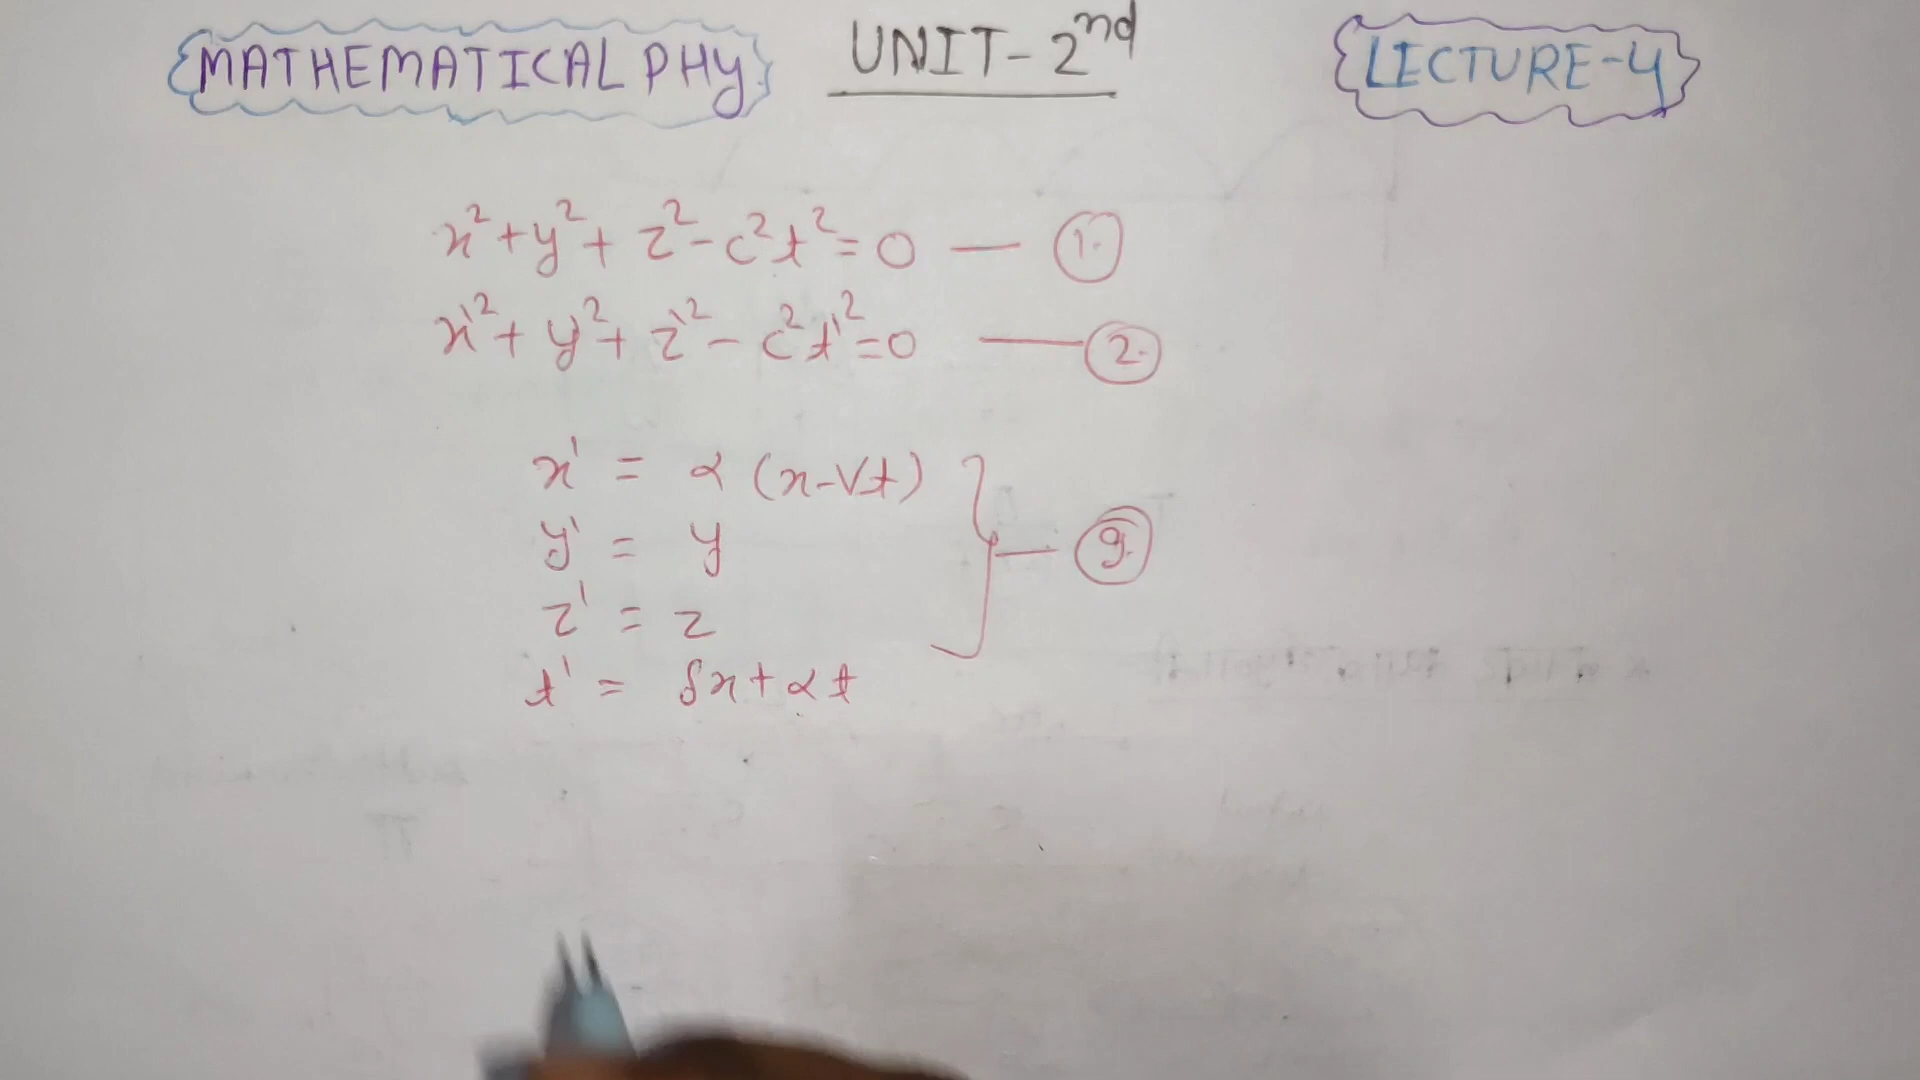 MATHEMATICAL PHY UNIT-2nd LECTURE-4
x²+y²+z²-c²t²=0 — 1.
x'²+y'²+z'²-c²t'²=0 — 2.
x' = α (x-Vt)
y' = y
z' = z
t' = δx+αt
— 9.